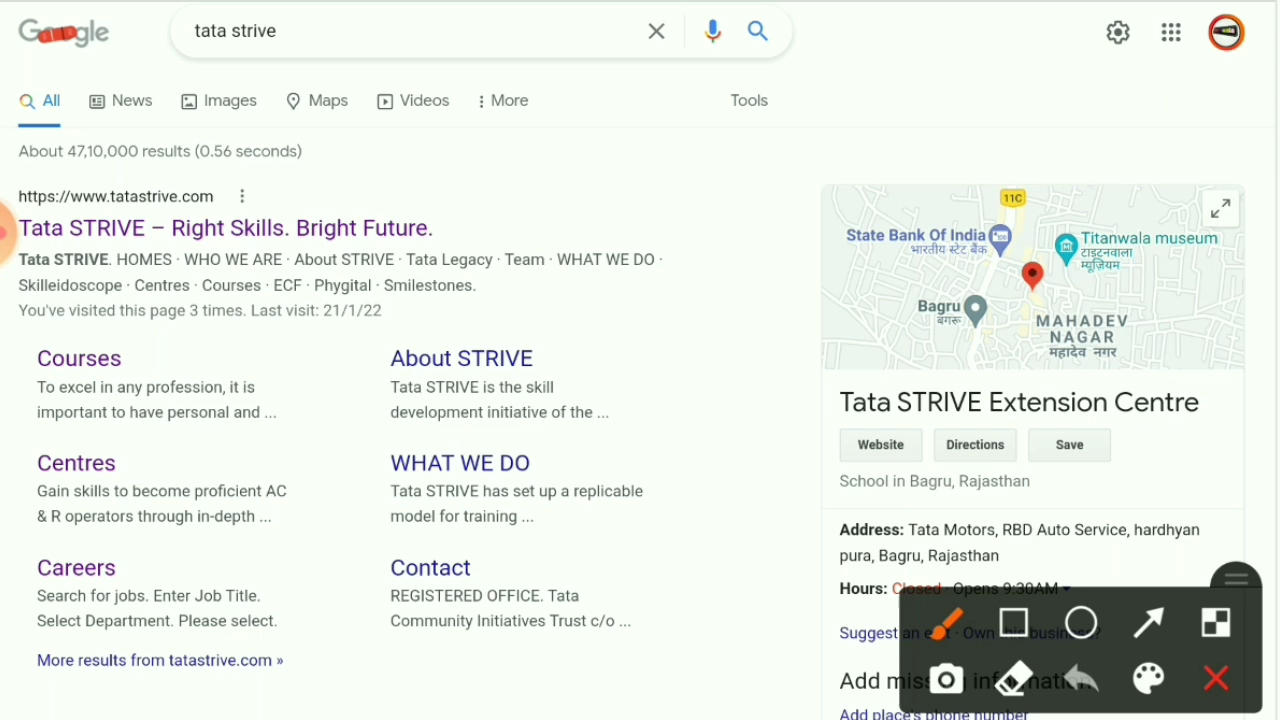 Google
tata strive
All
News
Images
Maps
Videos
More
Tools
About 47,10,000 results (0.56 seconds)
https://www.tatastrive.com
Tata STRIVE – Right Skills. Bright Future.
Tata STRIVE. HOMES · WHO WE ARE · About STRIVE · Tata Legacy · Team · WHAT WE DO ·
Skilleidoscope · Centres · Courses · ECF · Phygital · Smilestones.
You've visited this page 3 times. Last visit: 21/1/22
Courses
To excel in any profession, it is
important to have personal and ...
About STRIVE
Tata STRIVE is the skill
development initiative of the ...
Centres
Gain skills to become proficient AC
& R operators through in-depth ...
WHAT WE DO
Tata STRIVE has set up a replicable
model for training ...
Careers
Search for jobs. Enter Job Title.
Select Department. Please select.
Contact
REGISTERED OFFICE. Tata
Community Initiatives Trust c/o ...
More results from tatastrive.com »
11C
State Bank Of India
भारतीय स्टेट बैंक
Titanwala museum
टाइटनवाला
म्यूज़ियम
Bagru
बगरू
MAHADEV
NAGAR
महादेव नगर
Tata STRIVE Extension Centre
Website
Directions
Save
School in Bagru, Rajasthan
Address: Tata Motors, RBD Auto Service, hardhyan
pura, Bagru, Rajasthan
Hours: Closed · Opens 9:30AM
Suggest an edit · Own this business?
Add missing information
Add place's phone number